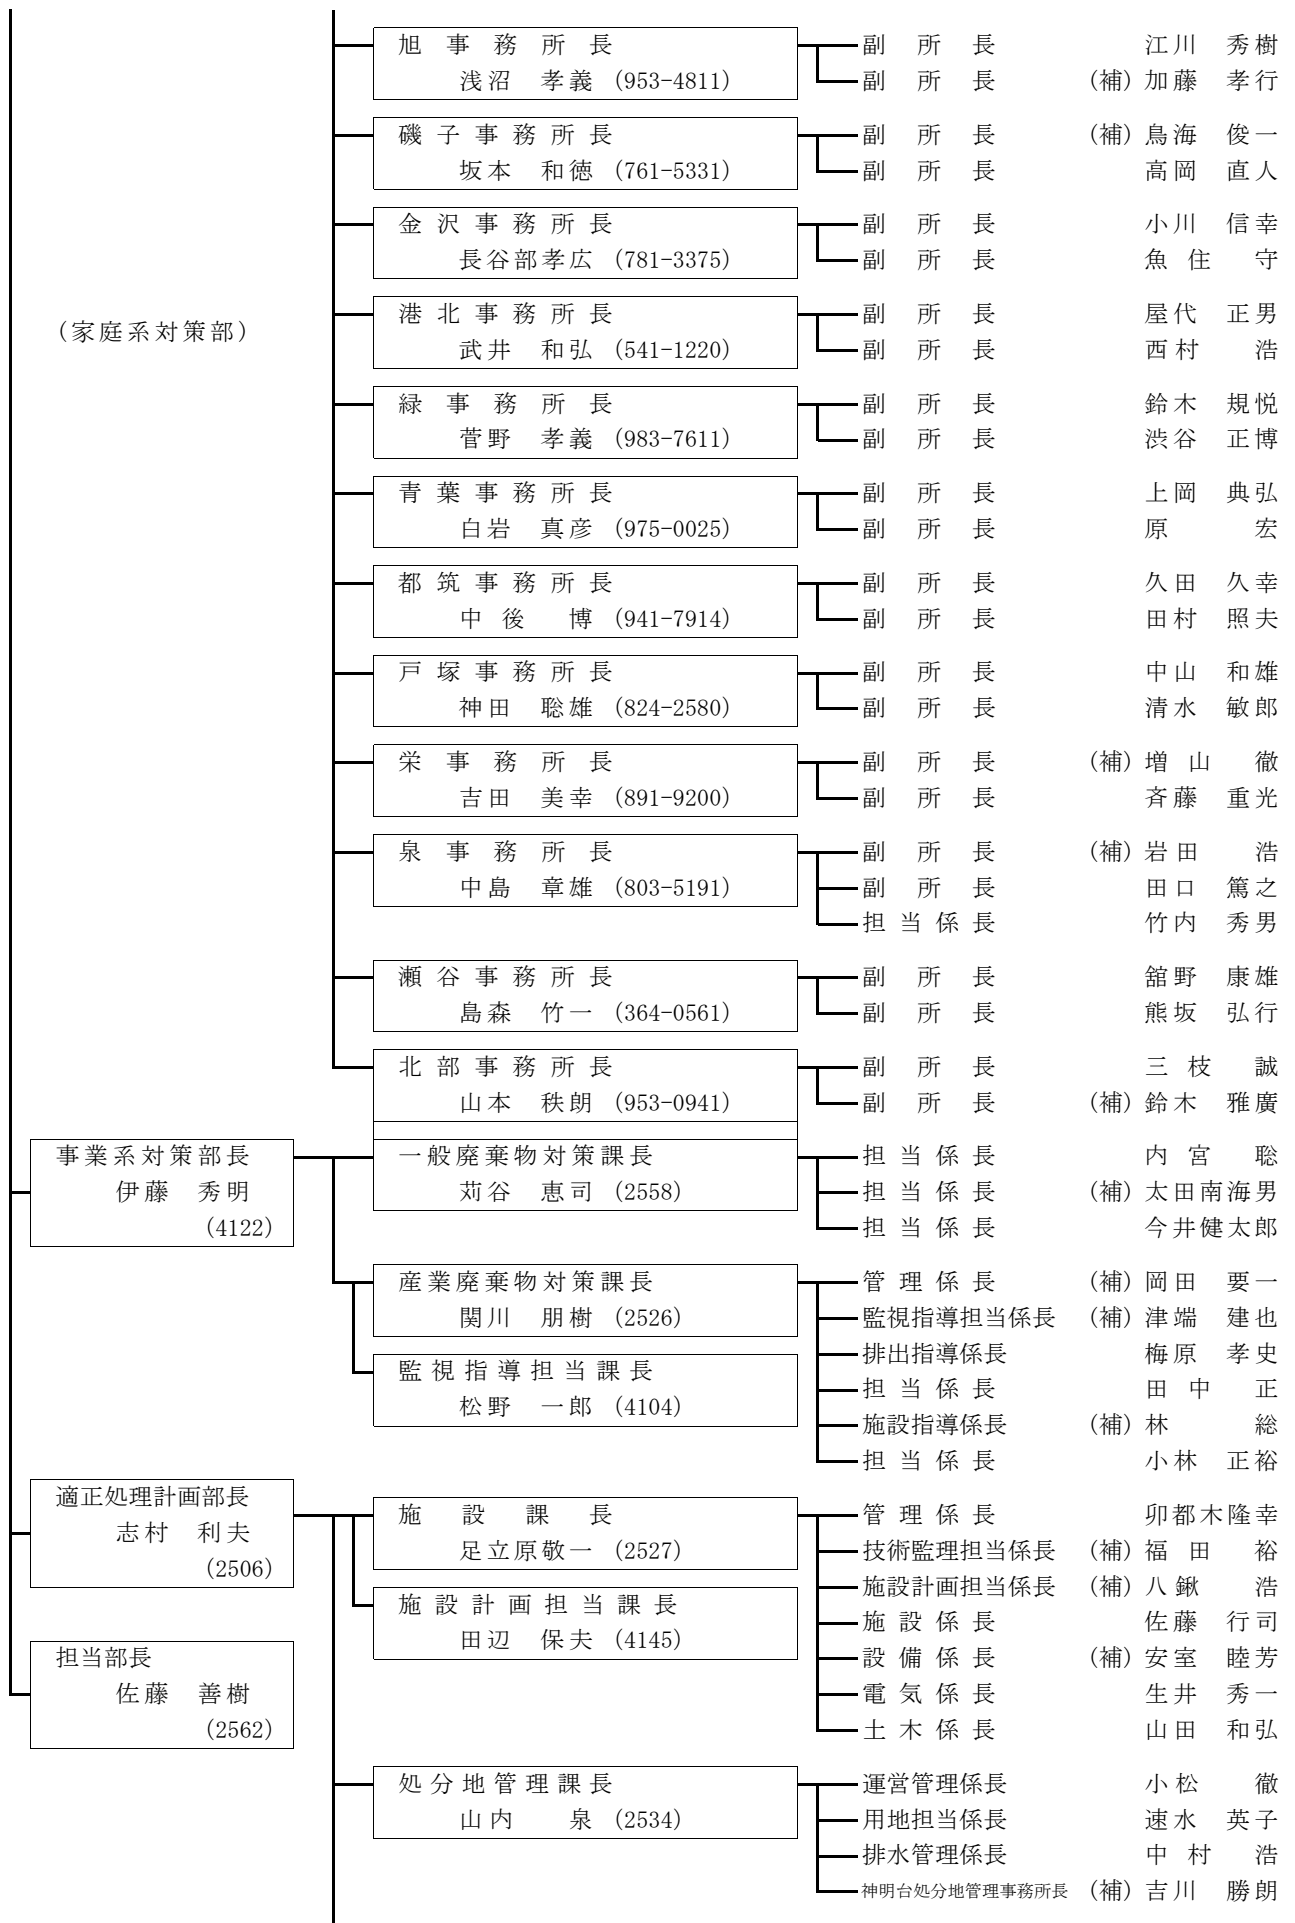 旭事務所長 副所長 江川 秀樹
浅沼 孝義 (953-4811) 副所長 (補) 加藤 孝行
磯子事務所長 副所長 (補) 鳥海 俊一
坂本 和徳 (761-5331) 副所長 高岡 直人
金沢事務所長 副所長 小川 信幸
長谷部孝広 (781-3375) 副所長 魚住 守
港北事務所長 副所長 屋代 正男
(家庭系対策部)
武井 和弘 (541-1220) 副所長 西村 浩
緑事務所長 副所長 鈴木 規悦
菅野 孝義 (983-7611) 副所長 渋谷 正博
青葉事務所長 副所長 上岡 典弘
白岩 真彦 (975-0025) 副所長 原 宏
都筑事務所長 副所長 久田 久幸
中後 博 (941-7914) 副所長 田村 照夫
戸塚事務所長 副所長 中山 和雄
神田 聡雄 (824-2580) 副所長 清水 敏郎
栄事務所長 副所長 (補) 増山 徹
吉田 美幸 (891-9200) 副所長 斉藤 重光
泉事務所長 副所長 (補) 岩田 浩
中島 章雄 (803-5191) 副所長 田口 篤之
担当係長 竹内 秀男
瀬谷事務所長 副所長 舘野 康雄
島森 竹一 (364-0561) 副所長 熊坂 弘行
北部事務所長 副所長 三枝 誠
山本 秩朗 (953-0941) 副所長 (補) 鈴木 雅廣
事業系対策部長 一般廃棄物対策課長 担当係長 内宮 聡
伊藤 秀明 苅谷 恵司 (2558) 担当係長 (補) 太田南海男
(4122) 担当係長 今井健太郎
産業廃棄物対策課長 管理係長 (補) 岡田 要一
関川 朋樹 (2526) 監視指導担当係長 (補) 津端 建也
排出指導係長 梅原 孝史
監視指導担当課長 担当係長 田中 正
松野 一郎 (4104) 施設指導係長 (補) 林 総
担当係長 小林 正裕
適正処理計画部長 施設課長 管理係長 卯都木隆幸
志村 利夫 足立原敬一 (2527) 技術監理担当係長 (補) 福田 裕
(2506) 施設計画担当係長 (補) 八鍬 浩
施設計画担当課長 施設係長 佐藤 行司
田辺 保夫 (4145) 設備係長 (補) 安室 睦芳
担当部長
佐藤 善樹 電気係長 生井 秀一
(2562) 土木係長 山田 和弘
処分地管理課長 運営管理係長 小松 徹
山内 泉 (2534) 用地担当係長 速水 英子
排水管理係長 中村 浩
神明台処分地管理事務所長 (補) 吉川 勝朗